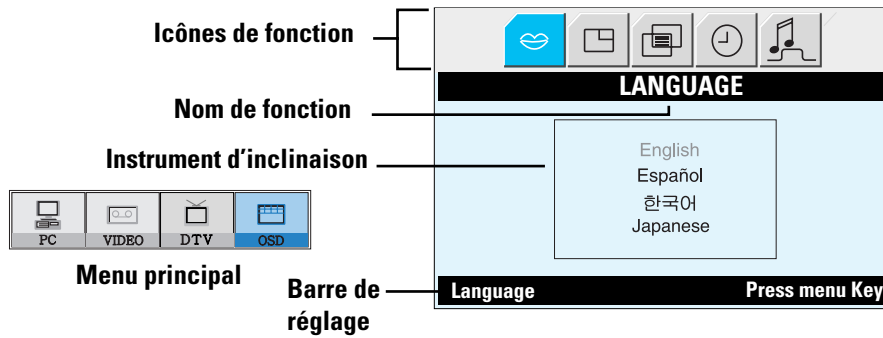 Icônes de fonction
LANGUAGE
Nom de fonction
Instrument d'inclinaison
English
Español
한국어
Japanese
PC VIDEO DTV OSD
Menu principal
Barre de
réglage
Language Press menu Key